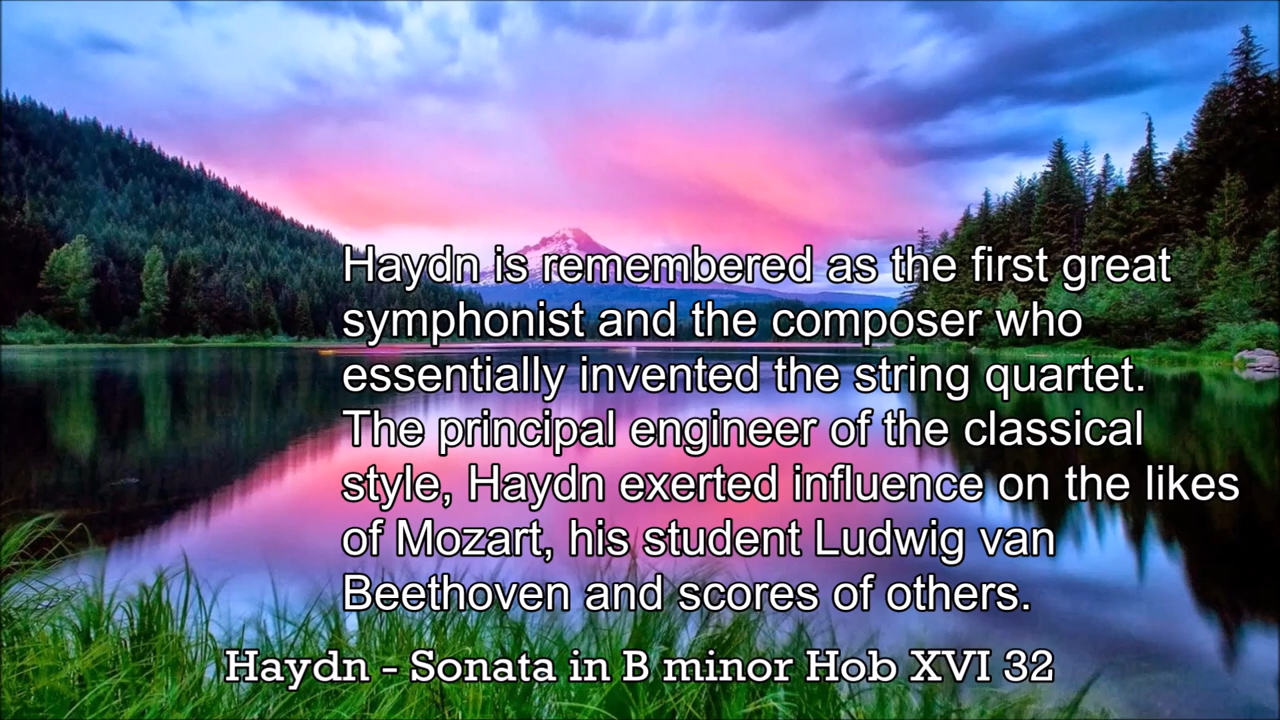 Haydn is remembered as the first great
symphonist and the composer who
essentially invented the string quartet.
The principal engineer of the classical
style, Haydn exerted influence on the likes
of Mozart, his student Ludwig van
Beethoven and scores of others.
Haydn - Sonata in B minor Hob XVI 32